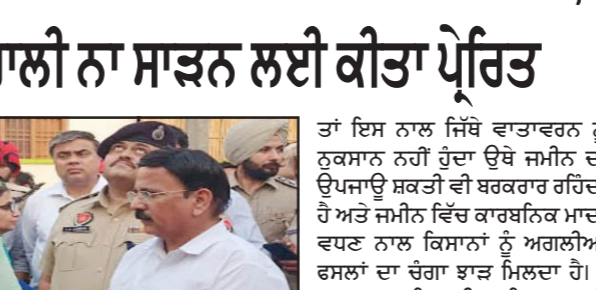 ਨਾ ਸਾੜਨ ਲਈ ਕੀਤਾ ਪ੍ਰੇਰਿਤ
ਤਾਂ ਇਸ ਨਾਲ ਜਿੱਥੇ ਵਾਤਾਵਰਨ ਨੂੰ
ਨੁਕਸਾਨ ਨਹੀਂ ਹੁੰਦਾ ਉਥੇ ਜਮੀਨ
ਉਪਜਾਊ ਸ਼ਕਤੀ ਵੀ ਬਰਕਰਾਰ ਰਹਿੰਦ
ਹੈ ਅਤੇ ਜਮੀਨ ਵਿੱਚ ਕਾਰਬਨਿਕ ਮਾਦ
ਵਧਣ ਨਾਲ ਕਿਸਾਨਾਂ ਨੂੰ ਅਗਲੀਅ
ਫਸਲਾਂ ਦਾ ਚੰਗਾ ਝਾੜ ਮਿਲਦਾ ਹੈ।